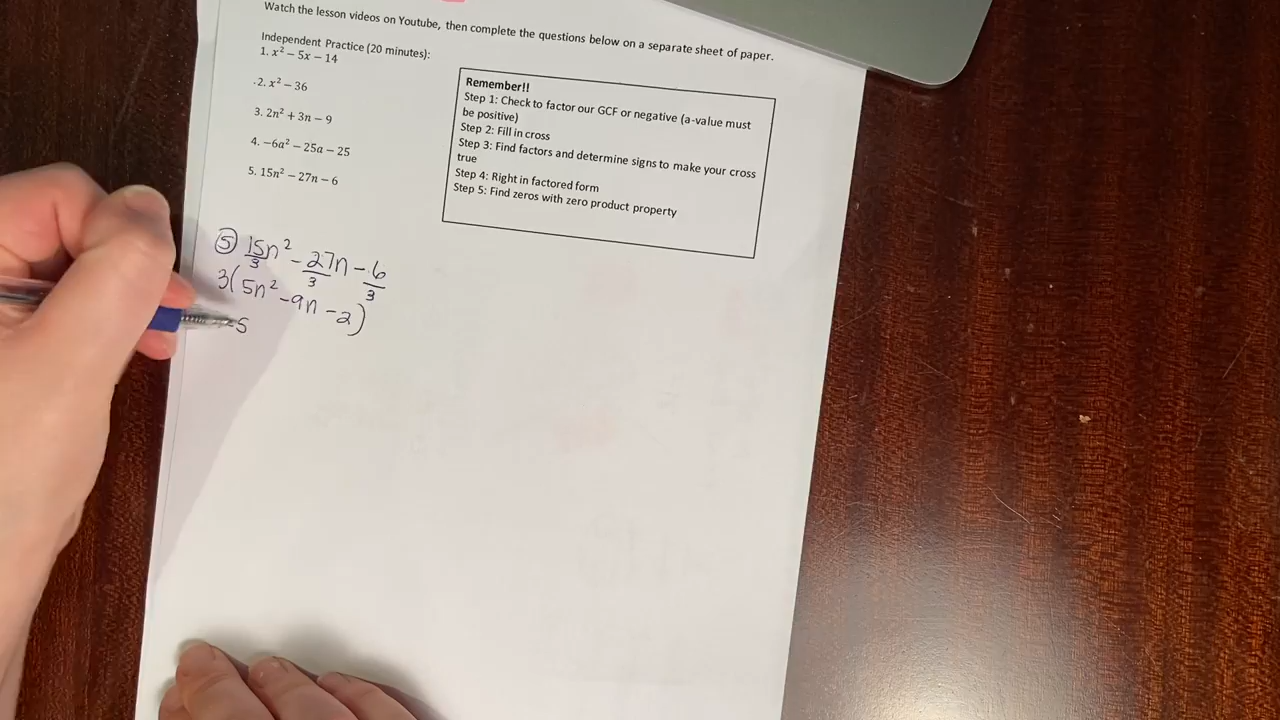 Watch the lesson videos on Youtube, then complete the questions below on a separate sheet of paper.
Independent Practice (20 minutes):
1. x² – 5x – 14
2. x² – 36
3. 2n² + 3n – 9
4. –6a² – 25a – 25
5. 15n² – 27n – 6
Remember!!
Step 1: Check to factor our GCF or negative (a-value must
be positive)
Step 2: Fill in cross
Step 3: Find factors and determine signs to make your cross
true
Step 4: Right in factored form
Step 5: Find zeros with zero product property
⑤ 15n² – 27n – 6
3 3 3
3(5n² – 9n – 2)
5